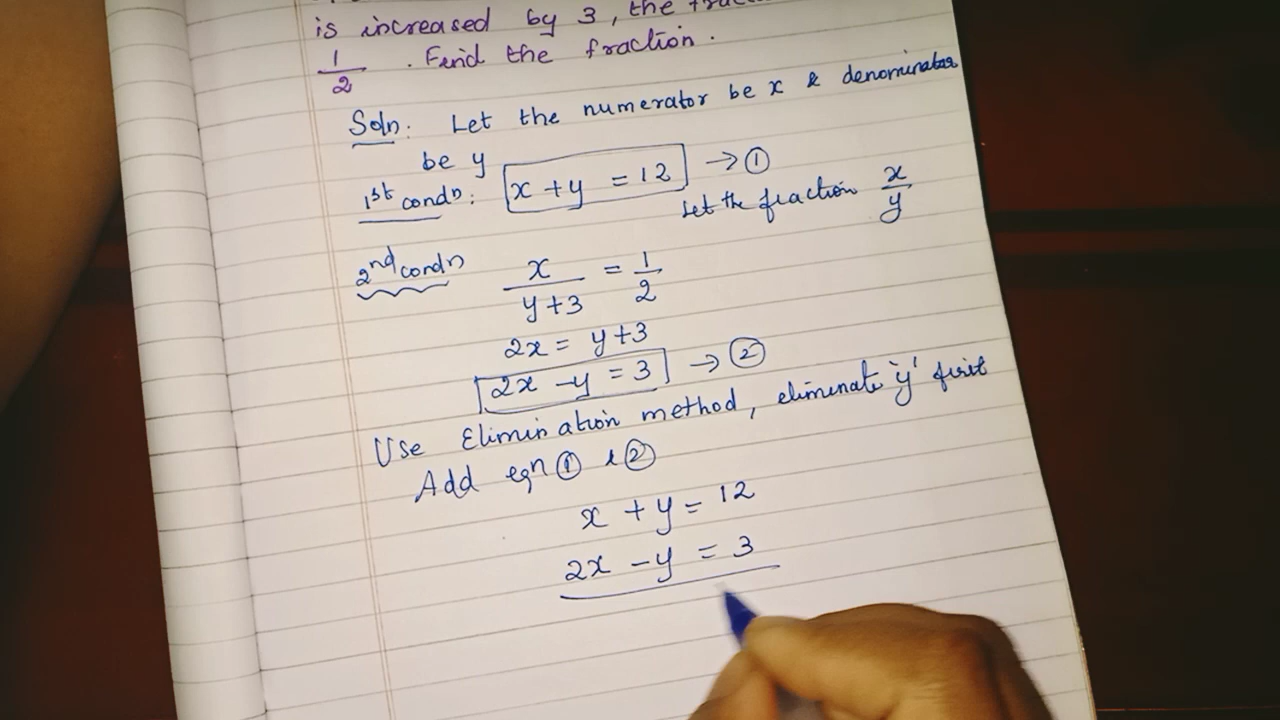 is increased by 3, the
1/2 . Find the fraction.
Soln: Let the numerator be x & denominator
be y
1st condn: x + y = 12 → ①
Let the fraction x/y
2nd condn x/(y+3) = 1/2
2x = y+3
2x - y = 3 → ②
Use Elimination method, eliminate 'y' first
Add eqn ① & ②
x + y = 12
2x - y = 3